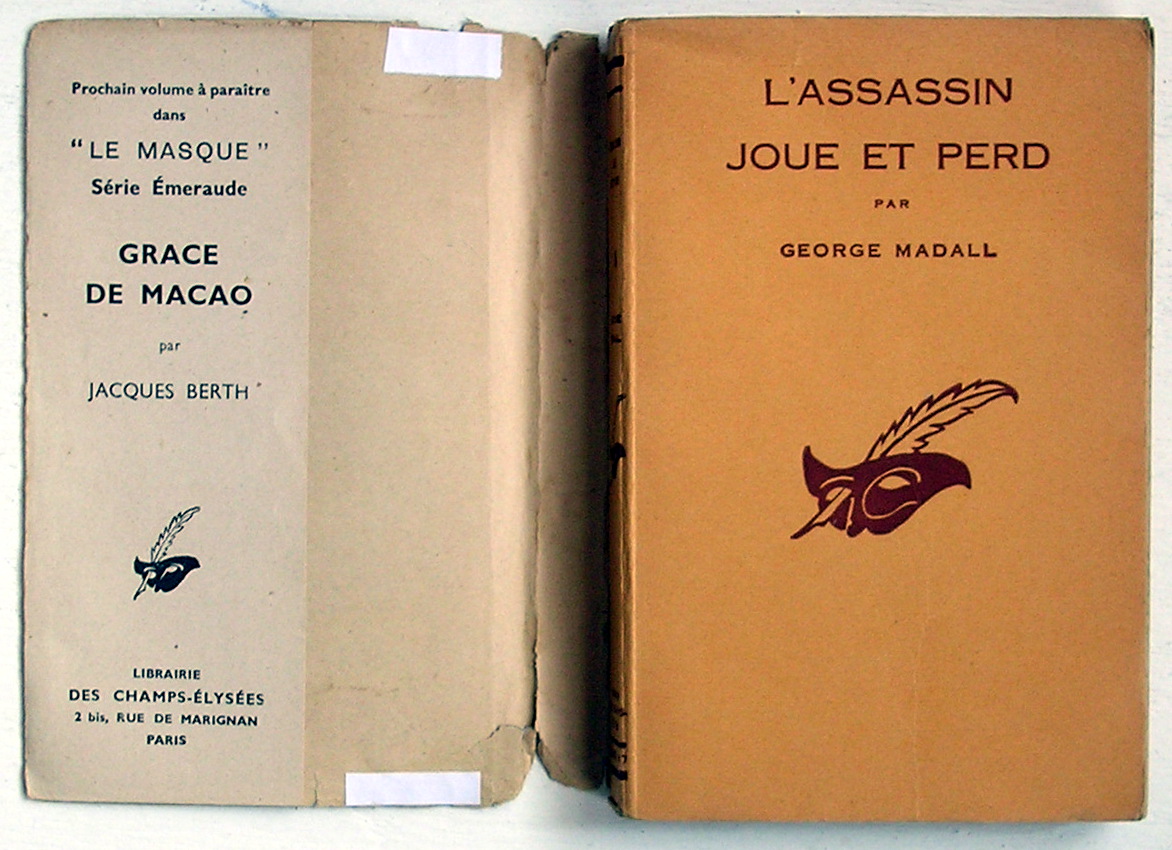 Prochain volume à paraître
dans
"LE MASQUE"
Série Émeraude
GRACE
DE MACAO
par
JACQUES BERTH
LIBRAIRIE
DES CHAMPS-ÉLYSÉES
2 bis, RUE DE MARIGNAN
PARIS
L'ASSASSIN
JOUE ET PERD
PAR
GEORGE MADALL